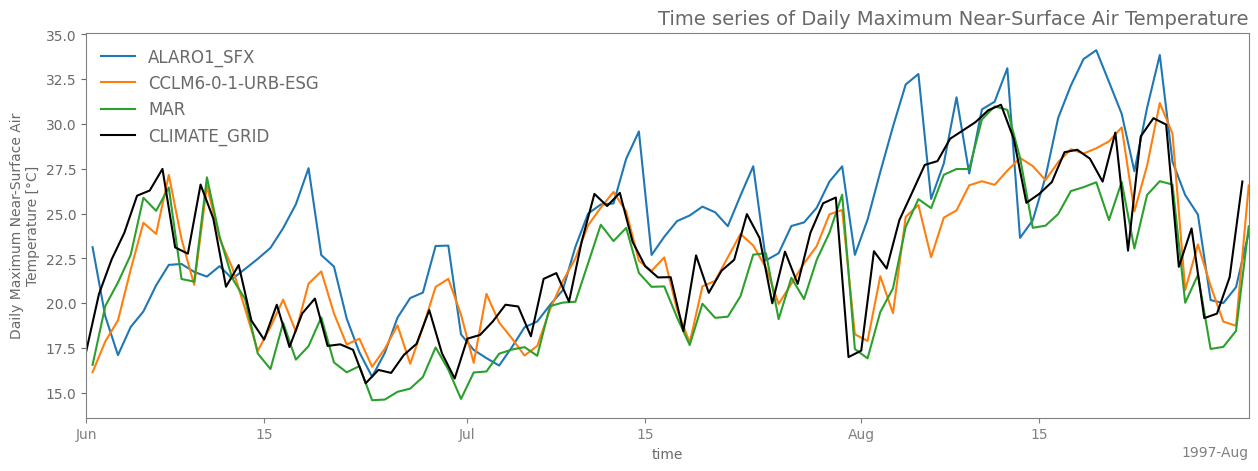 Time series of Daily Maximum Near-Surface Air Temperature
35.0
32.5
30.0
27.5
25.0
22.5
20.0
17.5
15.0
Daily Maximum Near-Surface Air
Temperature [°C]
ALARO1_SFX
CCLM6-0-1-URB-ESG
MAR
CLIMATE_GRID
Jun 15 Jul 15 Aug 15
time
1997-Aug